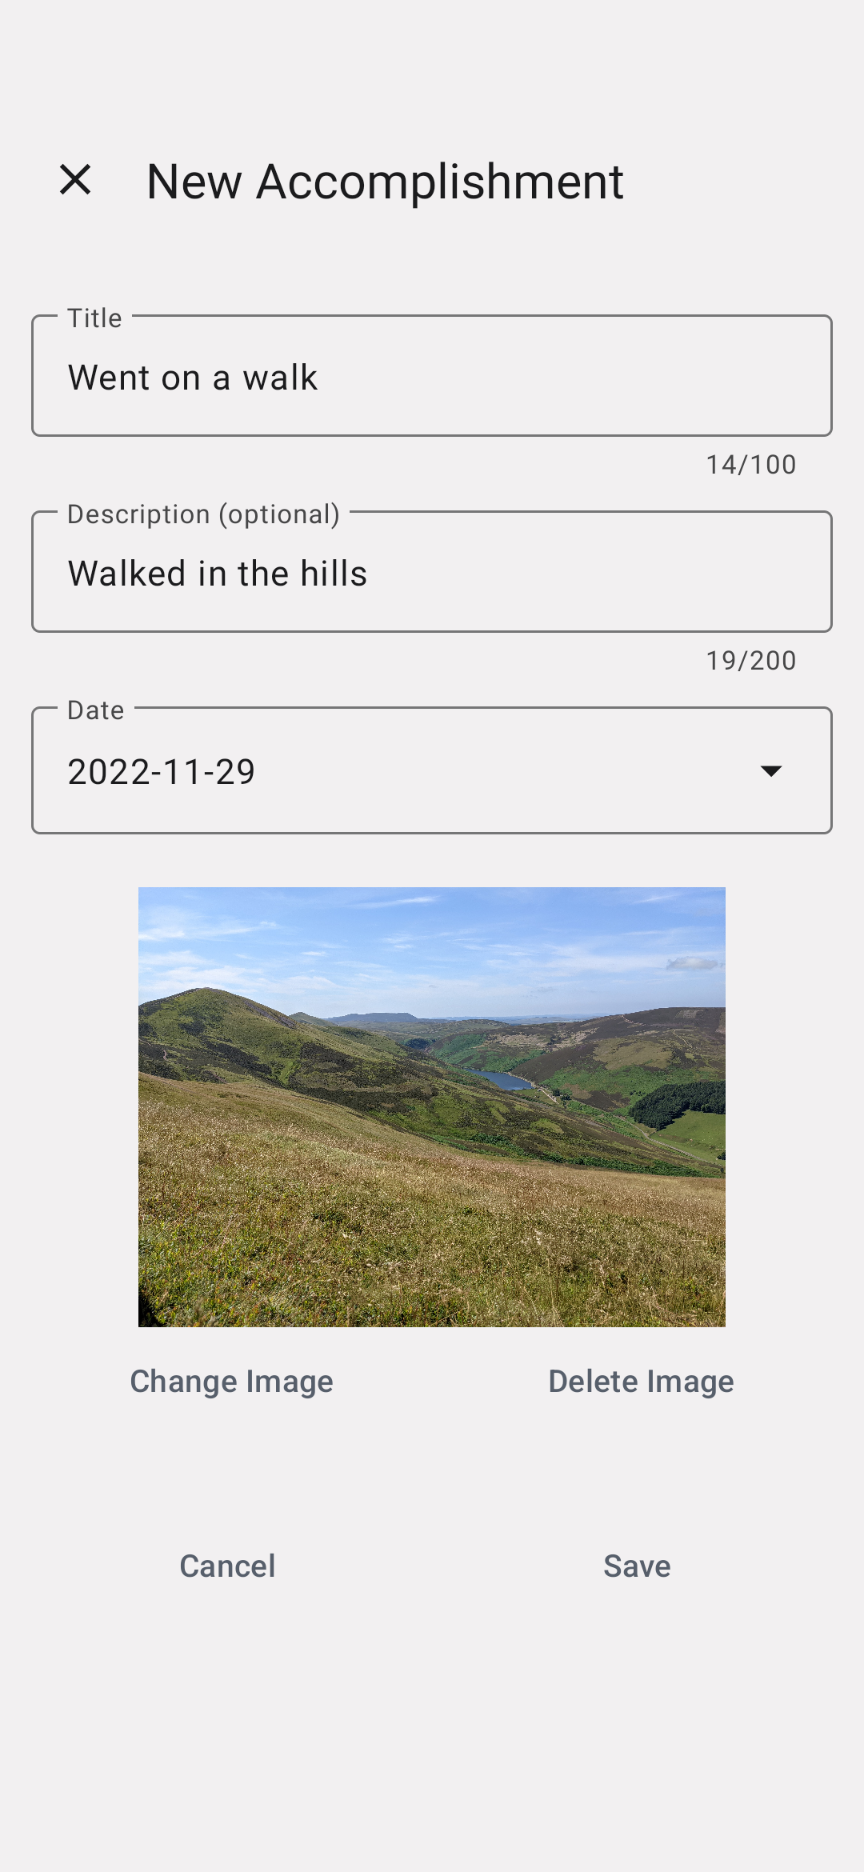 New Accomplishment
Title
Went on a walk
14/100
Description (optional)
Walked in the hills
19/200
Date
2022-11-29
Change Image
Delete Image
Cancel
Save